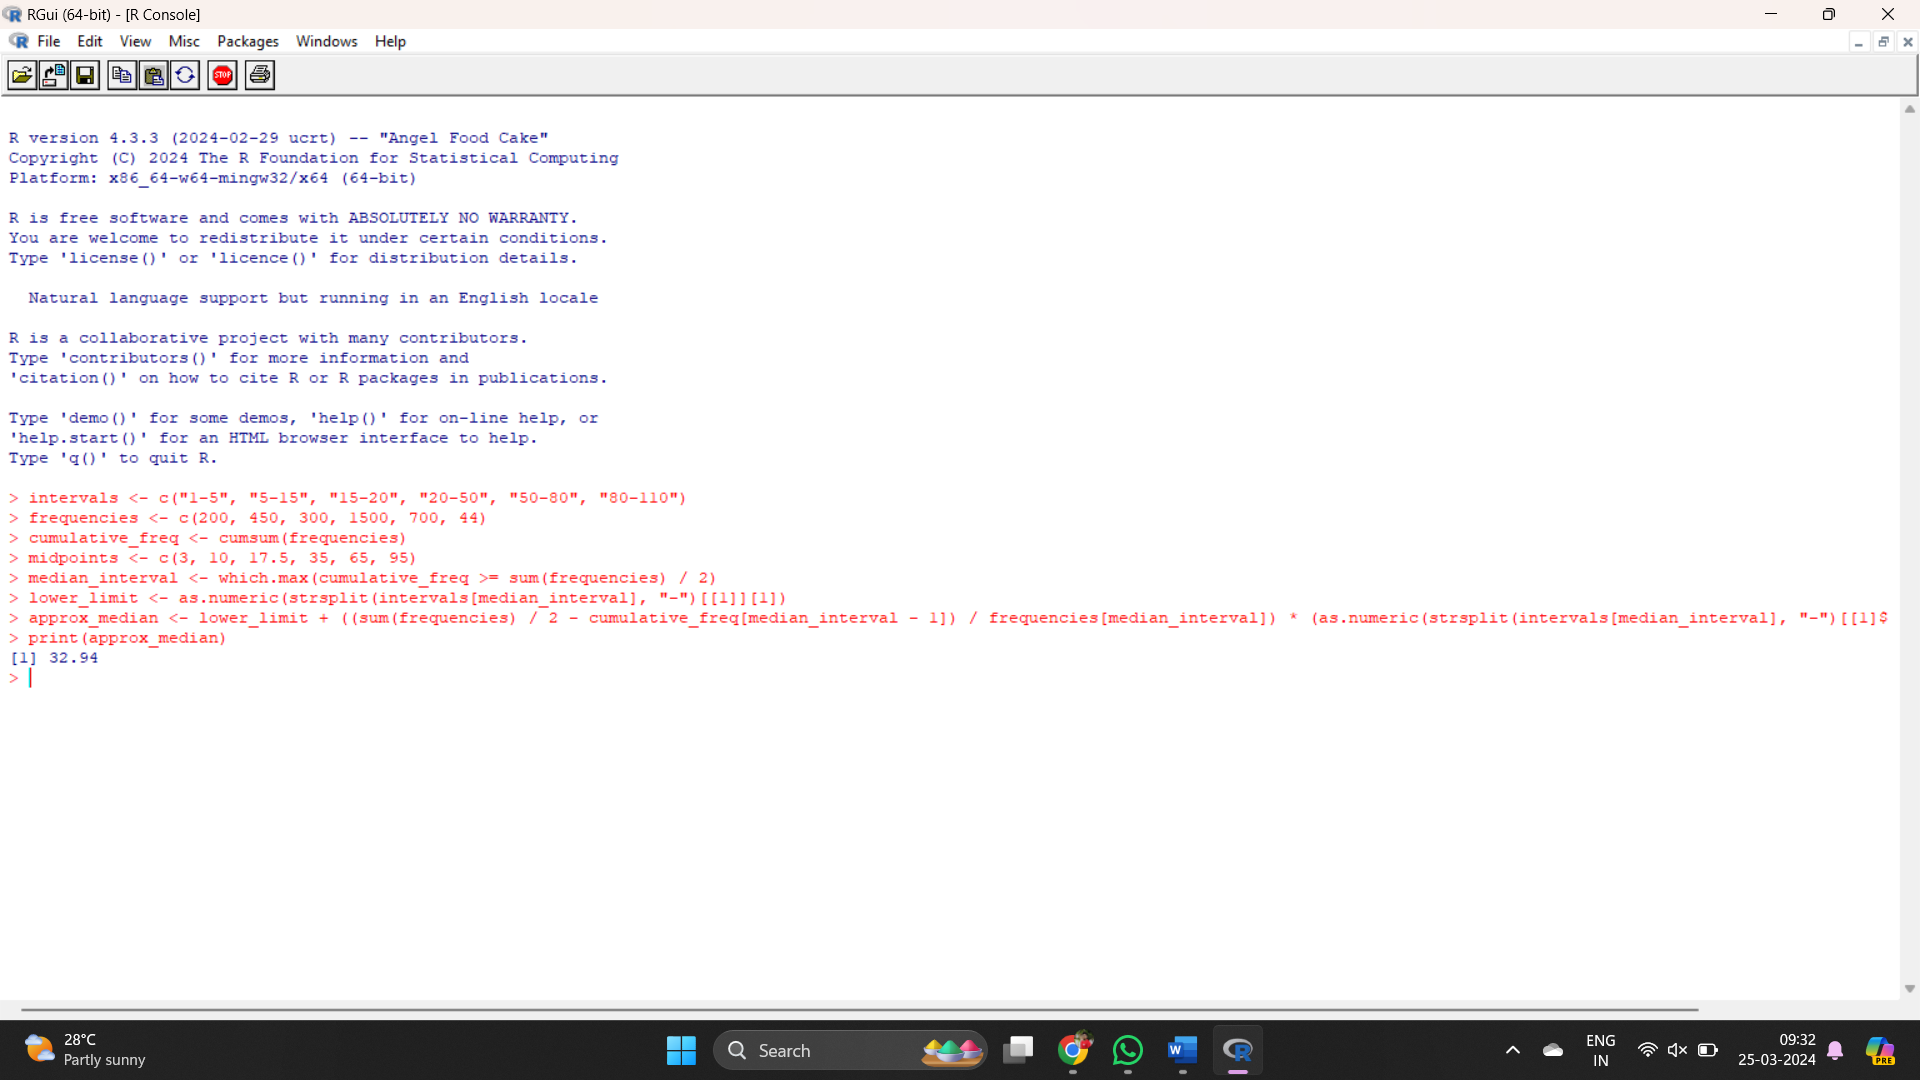 RGui (64-bit) - [R Console]
File Edit View Misc Packages Windows Help
STOP
R version 4.3.3 (2024-02-29 ucrt) -- "Angel Food Cake"
Copyright (C) 2024 The R Foundation for Statistical Computing
Platform: x86_64-w64-mingw32/x64 (64-bit)
R is free software and comes with ABSOLUTELY NO WARRANTY.
You are welcome to redistribute it under certain conditions.
Type 'license()' or 'licence()' for distribution details.
Natural language support but running in an English locale
R is a collaborative project with many contributors.
Type 'contributors()' for more information and
'citation()' on how to cite R or R packages in publications.
Type 'demo()' for some demos, 'help()' for on-line help, or
'help.start()' for an HTML browser interface to help.
Type 'q()' to quit R.
> intervals <- c("1-5", "5-15", "15-20", "20-50", "50-80", "80-110")
> frequencies <- c(200, 450, 300, 1500, 700, 44)
> cumulative_freq <- cumsum(frequencies)
> midpoints <- c(3, 10, 17.5, 35, 65, 95)
> median_interval <- which.max(cumulative_freq >= sum(frequencies) / 2)
> lower_limit <- as.numeric(strsplit(intervals[median_interval], "-")[[1]][1])
> approx_median <- lower_limit + ((sum(frequencies) / 2 - cumulative_freq[median_interval - 1]) / frequencies[median_interval]) * (as.numeric(strsplit(intervals[median_interval], "-")[[1]$
> print(approx_median)
[1] 32.94
>
28°C
Partly sunny
Search
W
R
ENG
IN
09:32
25-03-2024
PRE